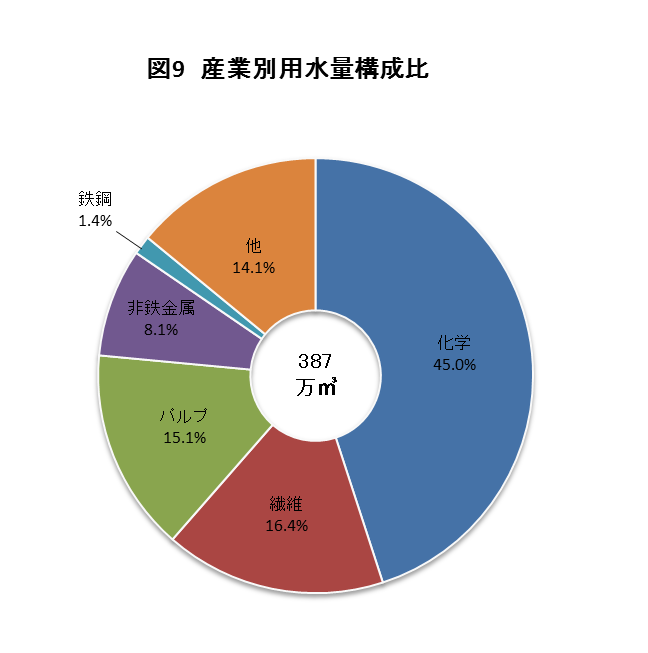 図9 産業別用水量構成比
鉄鋼
1.4%
他
14.1%
非鉄金属
8.1%
化学
45.0%
387
万㎥
バルプ
15.1%
繊維
16.4%